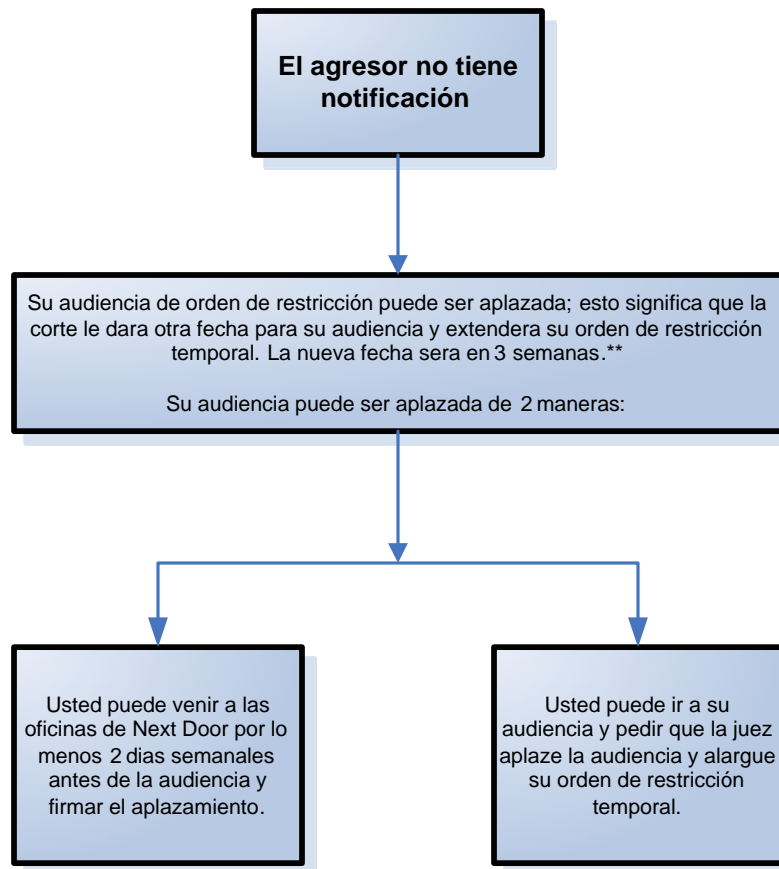 El agresor no tiene
notificación
Su audiencia de orden de restricción puede ser aplazada; esto significa que la
corte le dara otra fecha para su audiencia y extendera su orden de restricción
temporal. La nueva fecha sera en 3 semanas.**
Su audiencia puede ser aplazada de 2 maneras:
Usted puede venir a las
oficinas de Next Door por lo
menos 2 dias semanales
antes de la audiencia y
firmar el aplazamiento.
Usted puede ir a su
audiencia y pedir que la juez
aplaze la audiencia y alargue
su orden de restricción
temporal.